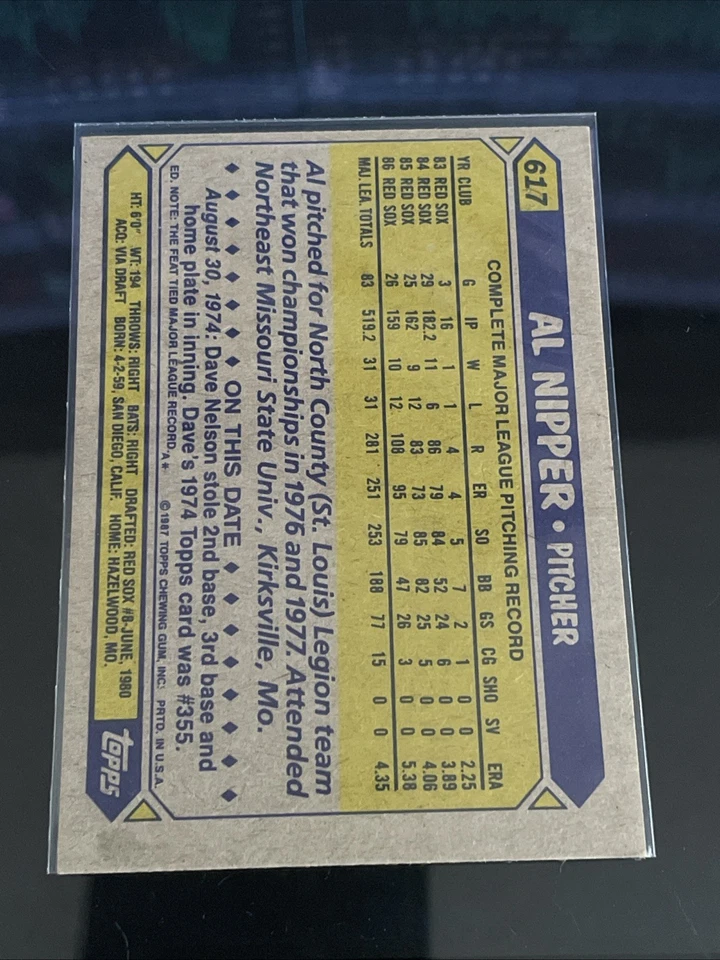 617
AL NIPPER • PITCHER
COMPLETE MAJOR LEAGUE PITCHING RECORD
YR CLUB G IP W L R ER SO BB GS CG SHO SV ERA
83 RED SOX 3 16 1 1 4 4 5 7 2 1 0 0 2.25
84 RED SOX 29 182.2 11 6 86 79 84 52 24 6 0 0 3.89
85 RED SOX 25 162 9 12 83 73 85 82 25 5 0 0 4.06
86 RED SOX 26 159 10 12 108 95 79 47 26 3 0 0 5.38
MAJ. LEA. TOTALS 83 519.2 31 31 281 251 253 188 77 15 0 0 4.35
Al pitched for North County (St. Louis) Legion team
that won championships in 1976 and 1977. Attended
Northeast Missouri State Univ., Kirksville, Mo.
ON THIS DATE
August 30, 1974: Dave Nelson stole 2nd base, 3rd base and
home plate in inning. Dave's 1974 Topps card was #355.
ED. NOTE: THE FEAT TIED MAJOR LEAGUE RECORD. A* ©1987 TOPPS CHEWING GUM, INC. PRTD. IN U.S.A.
HT: 6'0" WT: 194 THROWS: RIGHT BATS: RIGHT DRAFTED: RED SOX #8-JUNE, 1980
ACQ: VIA DRAFT BORN: 4-2-59, SAN DIEGO, CALIF. HOME: HAZELWOOD, MO.
topps